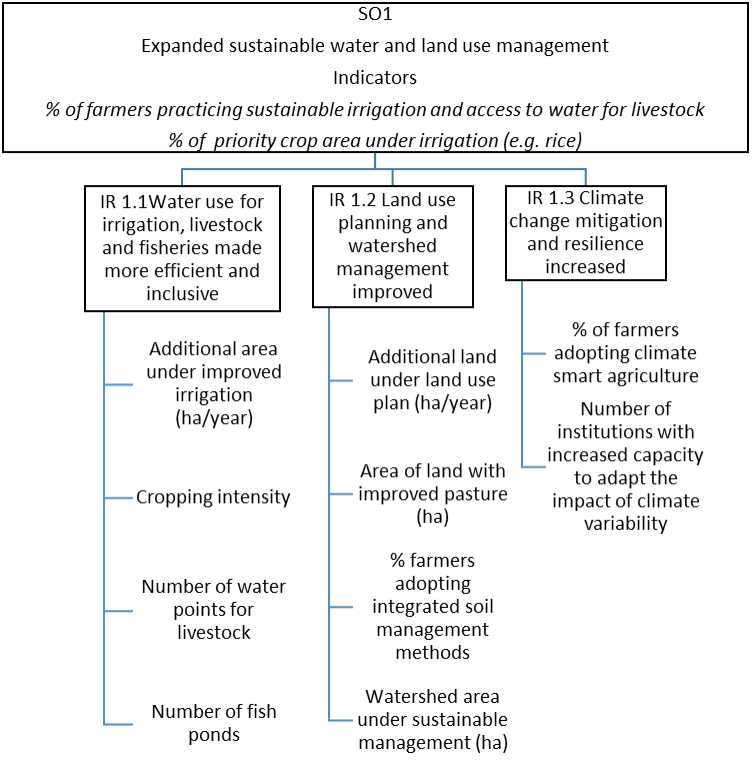 SO1
Expanded sustainable water and land use management
Indicators
% of farmers practicing sustainable irrigation and access to water for livestock
% of priority crop area under irrigation (e.g. rice)
IR 1.1Water use for
irrigation, livestock
and fisheries made
more efficient and
inclusive
Additional area
under improved
irrigation
(ha/year)
Cropping intensity
Number of water
points for
livestock
Number of fish
ponds
IR 1.2 Land use
planning and
watershed
management
improved
Additional land
under land use
plan (ha/year)
Area of land with
improved pasture
(ha)
% farmers
adopting
integrated soil
management
methods
Watershed area
under sustainable
management (ha)
IR 1.3 Climate
change mitigation
and resilience
increased
% of farmers
adopting climate
smart agriculture
Number of
institutions with
increased capacity
to adapt the
impact of climate
variability